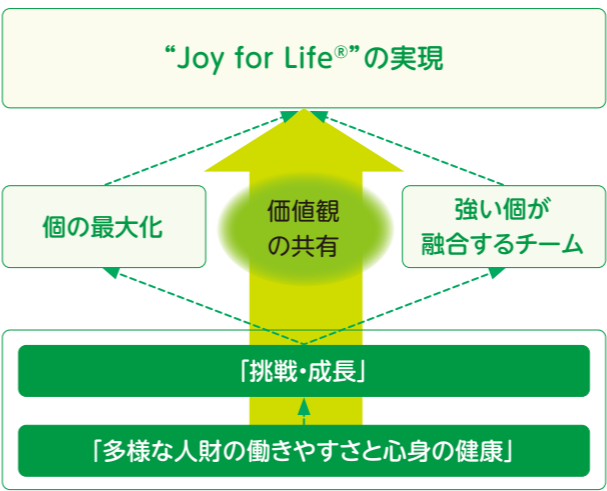 “Joy for Life®”の実現
個の最大化
価値観
の共有
強い個が
融合するチーム
「挑戦・成長」
「多様な人財の働きやすさと心身の健康」